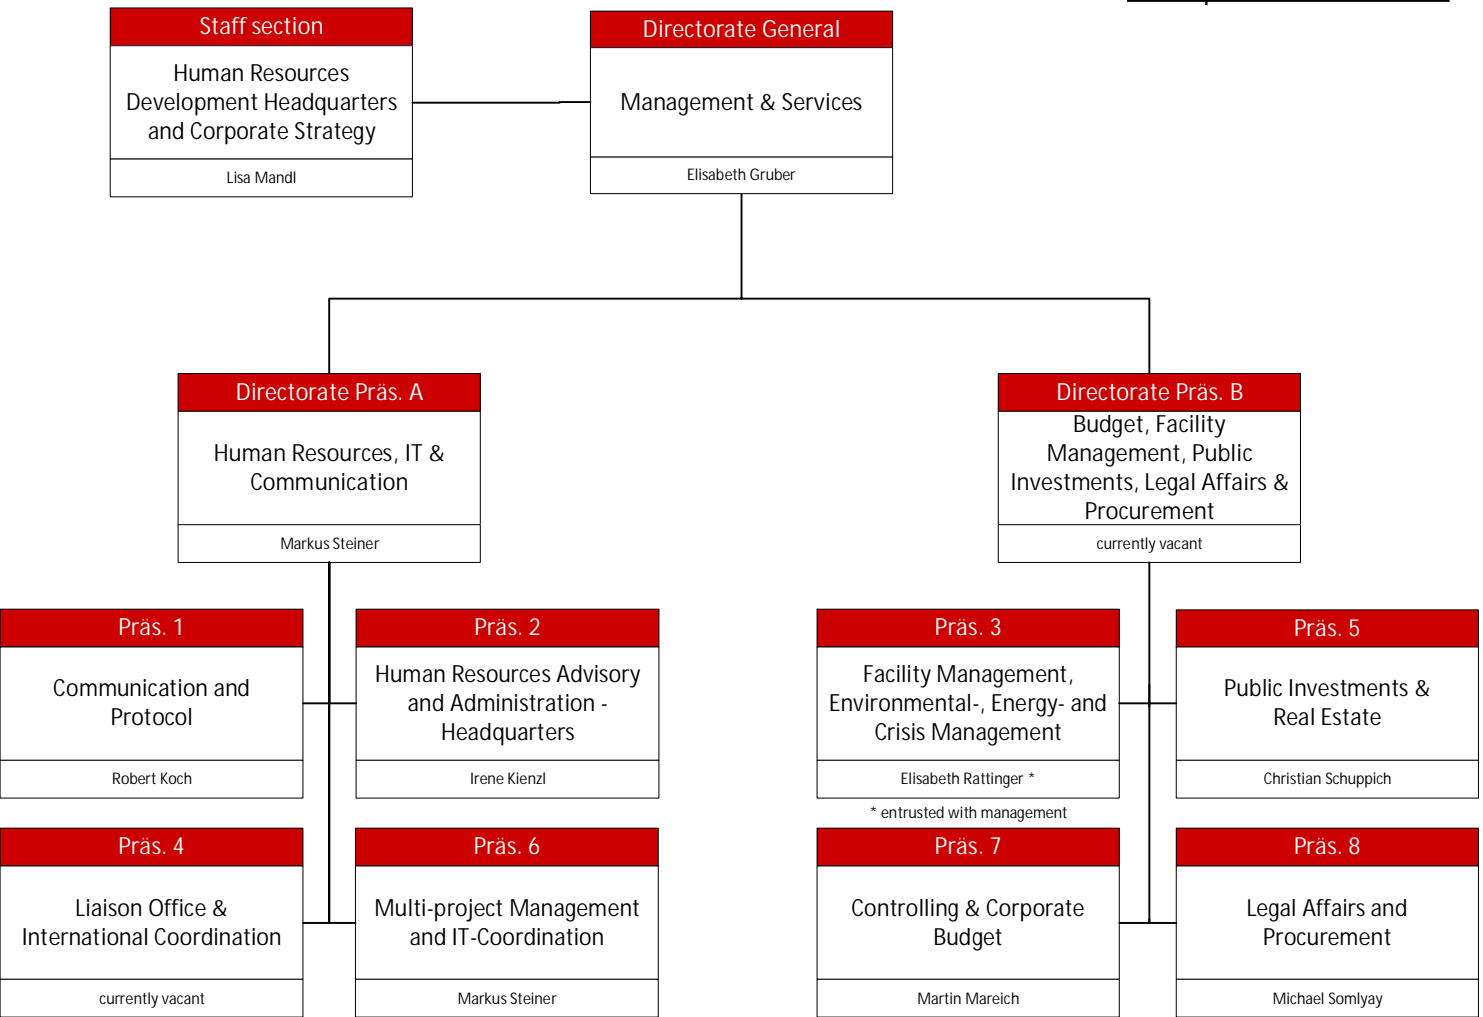 Staff section
Human Resources
Development Headquarters
and Corporate Strategy
Lisa Mandl
Directorate General
Management & Services
Elisabeth Gruber
Directorate Präs. A
Human Resources, IT &
Communication
Markus Steiner
Directorate Präs. B
Budget, Facility
Management, Public
Investments, Legal Affairs &
Procurement
currently vacant
Präs. 1
Communication and
Protocol
Robert Koch
Präs. 2
Human Resources Advisory
and Administration -
Headquarters
Irene Kienzl
Präs. 3
Facility Management,
Environmental-, Energy- and
Crisis Management
Elisabeth Rattinger *
* entrusted with management
Präs. 5
Public Investments &
Real Estate
Christian Schuppich
Präs. 4
Liaison Office &
International Coordination
currently vacant
Präs. 6
Multi-project Management
and IT-Coordination
Markus Steiner
Präs. 7
Controlling & Corporate
Budget
Martin Mareich
Präs. 8
Legal Affairs and
Procurement
Michael Somlyay